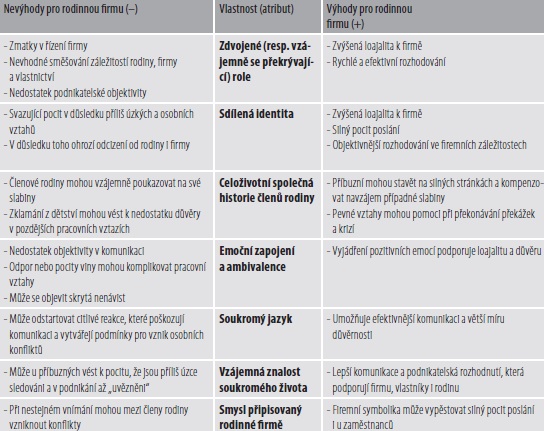 Nevýhody pro rodinnou firmu (–)
Vlastnost (atribut)
Výhody pro rodinnou
firmu (+)
- Zmatky v řízení firmy
- Nevhodné směšování záležitostí rodiny, firmy
a vlastnictví
- Nedostatek podnikatelské objektivity
Zdvojené (resp. vzá-
jemně se překrývají-
cí) role
- Zvýšená loajalita k firmě
- Rychlé a efektivní rozhodování
- Svazující pocit v důsledku příliš úzkých a osobních
vztahů
- V důsledku toho ohrozí odcizení od rodiny i firmy
Sdílená identita
- Zvýšená loajalita k firmě
- Silný pocit poslání
- Objektivnější rozhodování ve firemních záležitostech
- Členové rodiny mohou vzájemně poukazovat na své
slabiny
- Zklamání z dětství mohou vést k nedostatku důvěry
v pozdějších pracovních vztazích
Celoživotní společná
historie členů rodiny
- Příbuzní mohou stavět na silných stránkách a kompenzo-
vat navzájem případné slabiny
- Pevné vztahy mohou pomoci při překonávání překážek
a krizí
- Nedostatek objektivity v komunikaci
- Odpor nebo pocity viny mohou komplikovat pracovní
vztahy
- Může se objevit skrytá nenávist
Emoční zapojení
a ambivalence
- Vyjádření pozitivních emocí podporuje loajalitu a důvěru
- Může odstartovat citlivé reakce, které poškozují
komunikaci a vytvářejí podmínky pro vznik osobních
konfliktů
Soukromý jazyk
- Umožňuje efektivnější komunikaci a větší míru
důvěrnosti
- Může u příbuzných vést k pocitu, že jsou příliš úzce
sledováni a v podnikání až „uvězněni“
Vzájemná znalost
soukromého života
- Lepší komunikace a podnikatelská rozhodnutí, která
podporují firmu, vlastníky i rodinu
- Při nestejném vnímání mohou mezi členy rodiny
vzniknout konflikty
Smysl připisovaný
rodinné firmě
- Firemní symbolika může vypěstovat silný pocit poslání
i u zaměstnanců